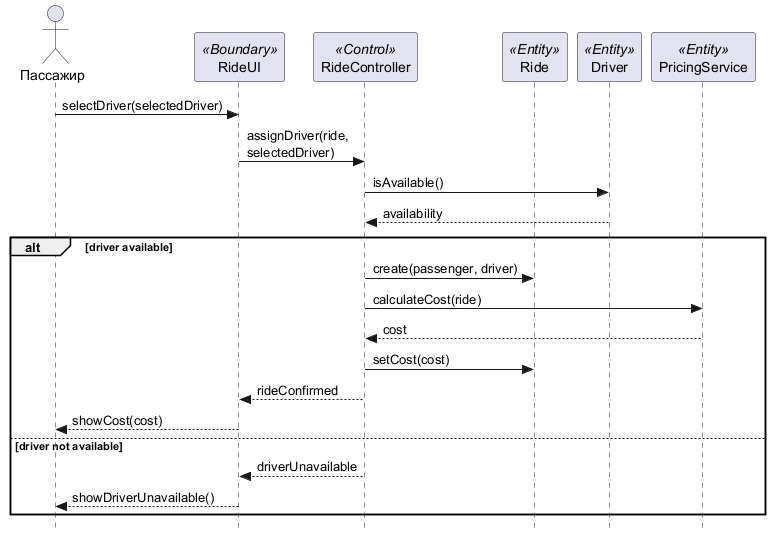 Пассажир
«Boundary»
RideUI
«Control»
RideController
«Entity»
Ride
«Entity»
Driver
«Entity»
PricingService
selectDriver(selectedDriver)
assignDriver(ride,
selectedDriver)
isAvailable()
availability
alt [driver available]
create(passenger, driver)
calculateCost(ride)
cost
setCost(cost)
rideConfirmed
showCost(cost)
[driver not available]
driverUnavailable
showDriverUnavailable()